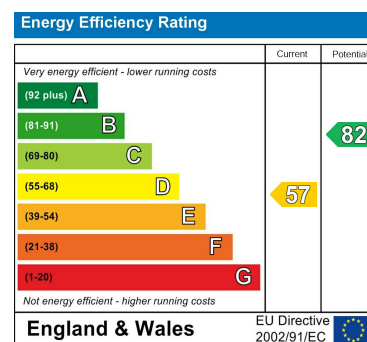 Energy Efficiency Rating
Current Potential
Very energy efficient - lower running costs
(92 plus) A
(81-91) B
82
(69-80) C
(55-68) D
57
(39-54) E
(21-38) F
(1-20) G
Not energy efficient - higher running costs
England & Wales
EU Directive
2002/91/EC